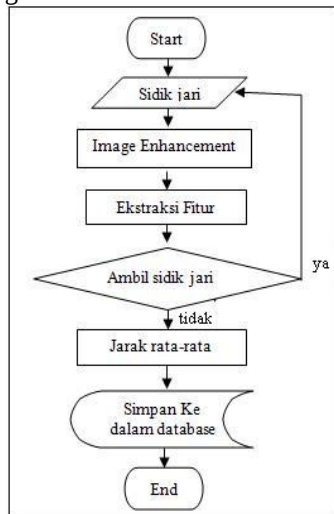 Start
Sidik jari
Image Enhancement
Ekstraksi Fitur
Ambil sidik jari
ya
tidak
Jarak rata-rata
Simpan Ke
dalam database
End